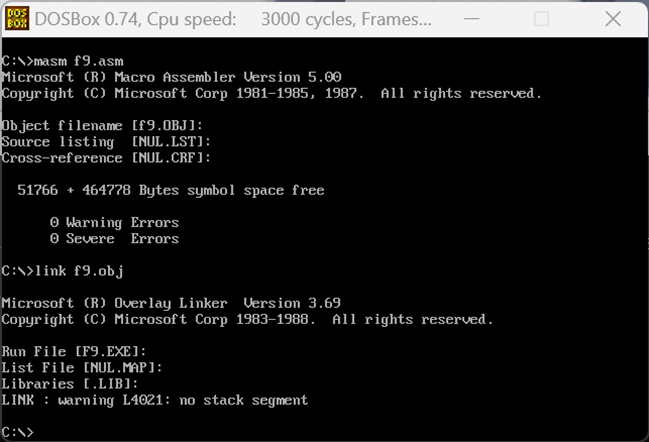 DOS
BOX
DOSBox 0.74, Cpu speed:    3000 cycles, Frames...
C:\>masm f9.asm
Microsoft (R) Macro Assembler Version 5.00
Copyright (C) Microsoft Corp 1981-1985, 1987.  All rights reserved.
Object filename [f9.OBJ]:
Source listing  [NUL.LST]:
Cross-reference [NUL.CRF]:
  51766 + 464778 Bytes symbol space free
      0 Warning Errors
      0 Severe  Errors
C:\>link f9.obj
Microsoft (R) Overlay Linker  Version 3.69
Copyright (C) Microsoft Corp 1983-1988.  All rights reserved.
Run File [F9.EXE]:
List File [NUL.MAP]:
Libraries [.LIB]:
LINK : warning L4021: no stack segment
C:\>